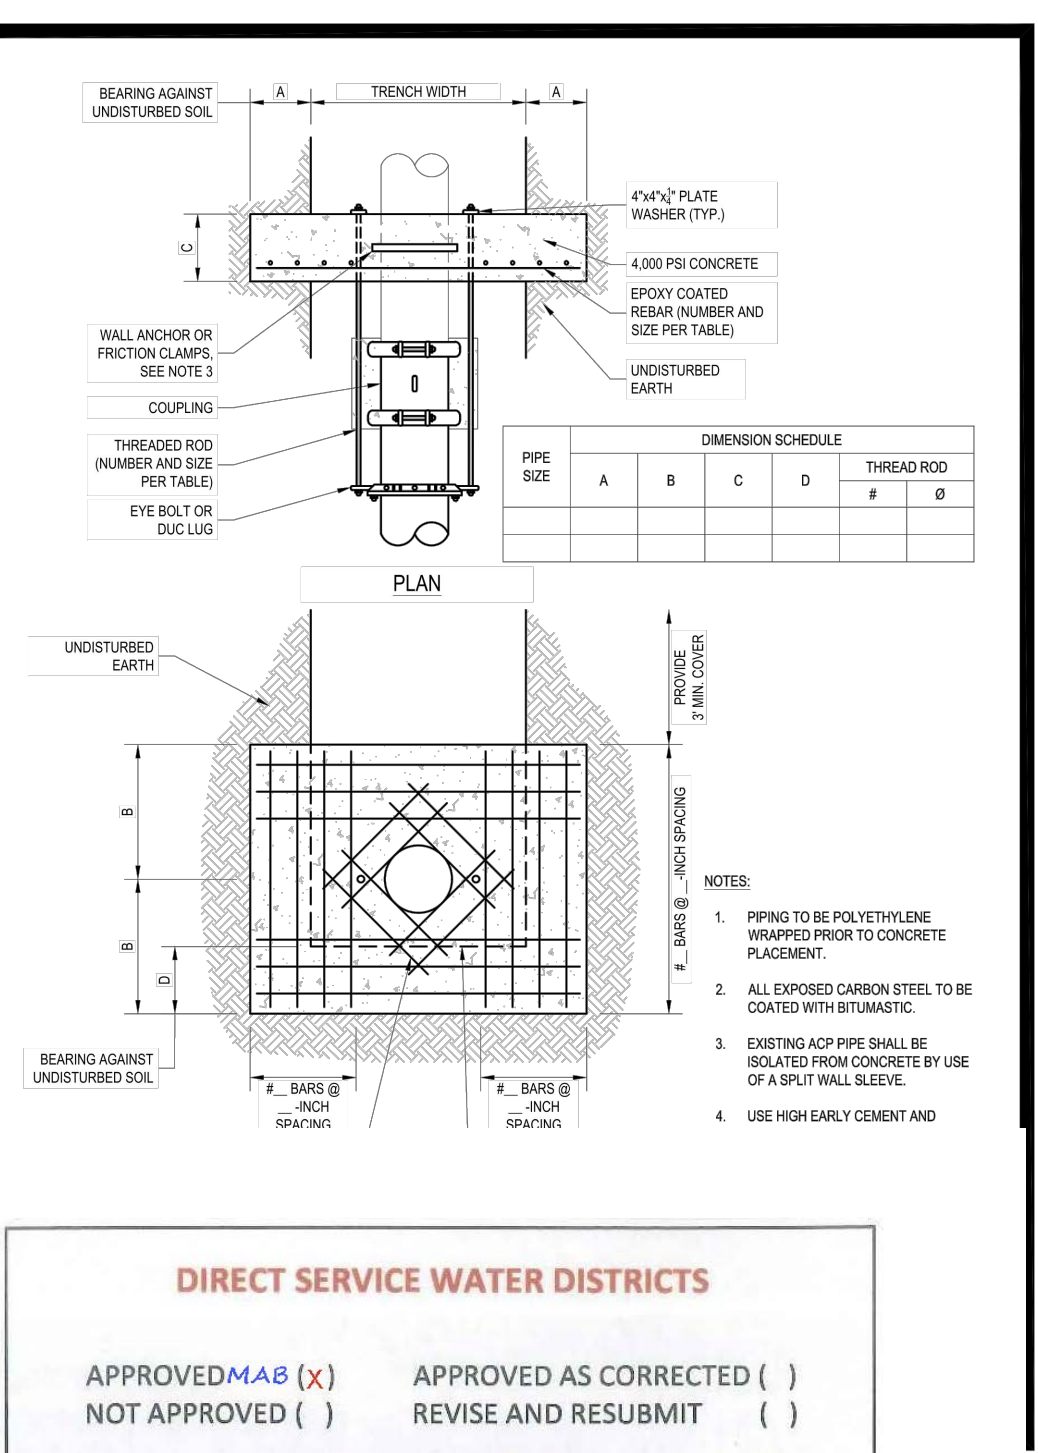 BEARING AGAINST
UNDISTURBED SOIL
A
TRENCH WIDTH
A
4"x4"x1/4" PLATE
WASHER (TYP.)
C
4,000 PSI CONCRETE
EPOXY COATED
REBAR (NUMBER AND
SIZE PER TABLE)
WALL ANCHOR OR
FRICTION CLAMPS,
SEE NOTE 3
UNDISTURBED
EARTH
COUPLING
THREADED ROD
(NUMBER AND SIZE
PER TABLE)
EYE BOLT OR
DUC LUG
PIPE
SIZE
DIMENSION SCHEDULE
A
B
C
D
THREAD ROD
#
Ø
PLAN
UNDISTURBED
EARTH
PROVIDE
3' MIN. COVER
B
B
D
#__ BARS @ __-INCH SPACING
BEARING AGAINST
UNDISTURBED SOIL
#__ BARS @
__ -INCH
SPACING
#__ BARS @
__ -INCH
SPACING
NOTES:
1. PIPING TO BE POLYETHYLENE
WRAPPED PRIOR TO CONCRETE
PLACEMENT.
2. ALL EXPOSED CARBON STEEL TO BE
COATED WITH BITUMASTIC.
3. EXISTING ACP PIPE SHALL BE
ISOLATED FROM CONCRETE BY USE
OF A SPLIT WALL SLEEVE.
4. USE HIGH EARLY CEMENT AND
DIRECT SERVICE WATER DISTRICTS
APPROVED MAB (X) APPROVED AS CORRECTED ( )
NOT APPROVED ( ) REVISE AND RESUBMIT ( )